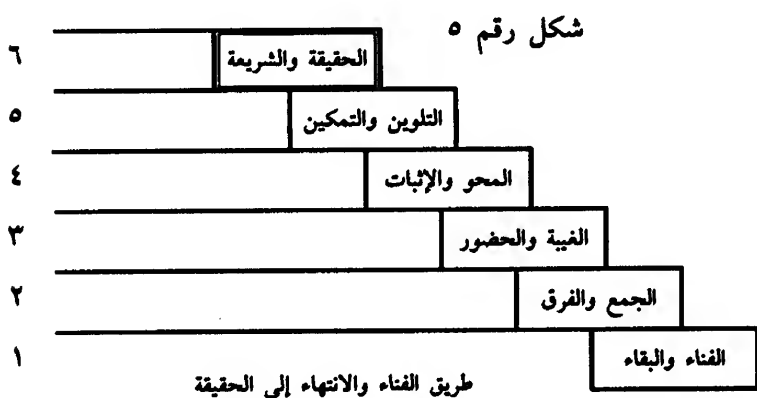 شكل رقم ٥
الحقيقة والشريعة ٦
التلوين والتمكين ٥
المحو والإثبات ٤
الغيبة والحضور ٣
الجمع والفرق ٢
الفناء والبقاء ١
طريق الفناء والانتهاء إلى الحقيقة